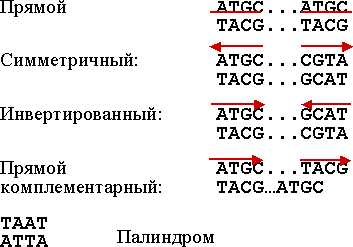 Прямой ATGC...ATGC
TACG...TACG
Симметричный: ATGC...CGTA
TACG...GCAT
Инвертированный: ATGC...GCAT
TACG...CGTA
Прямой ATGC...TACG
комплементарный: TACG…ATGC
TAAT
ATTA Палиндром